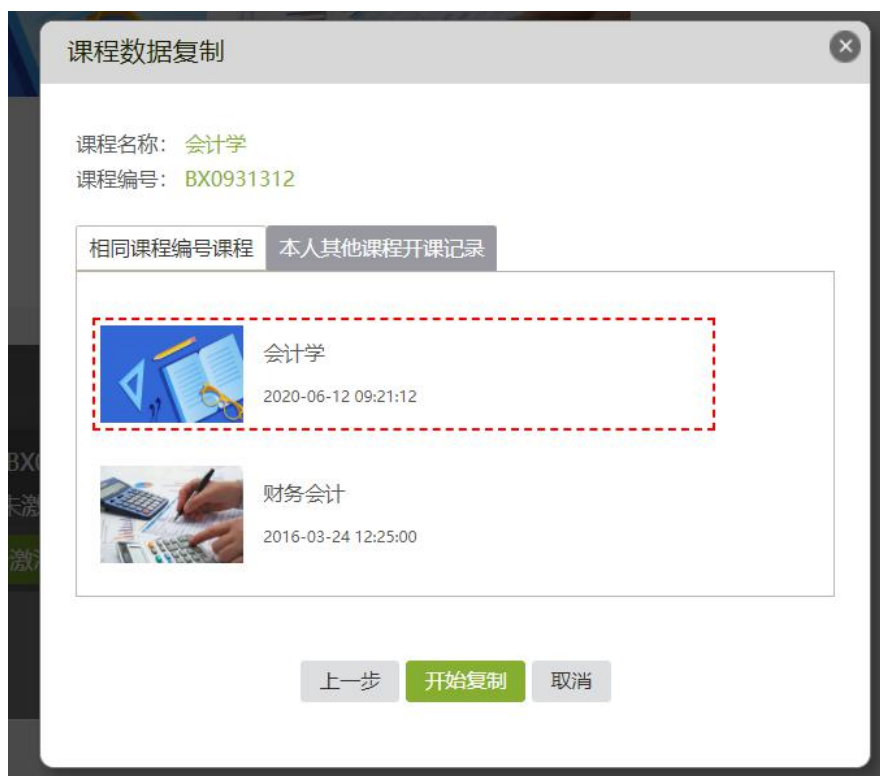 课程数据复制
课程名称： 会计学
课程编号： BX0931312
相同课程编号课程 本人其他课程开课记录
会计学
2020-06-12 09:21:12
财务会计
2016-03-24 12:25:00
上一步 开始复制 取消